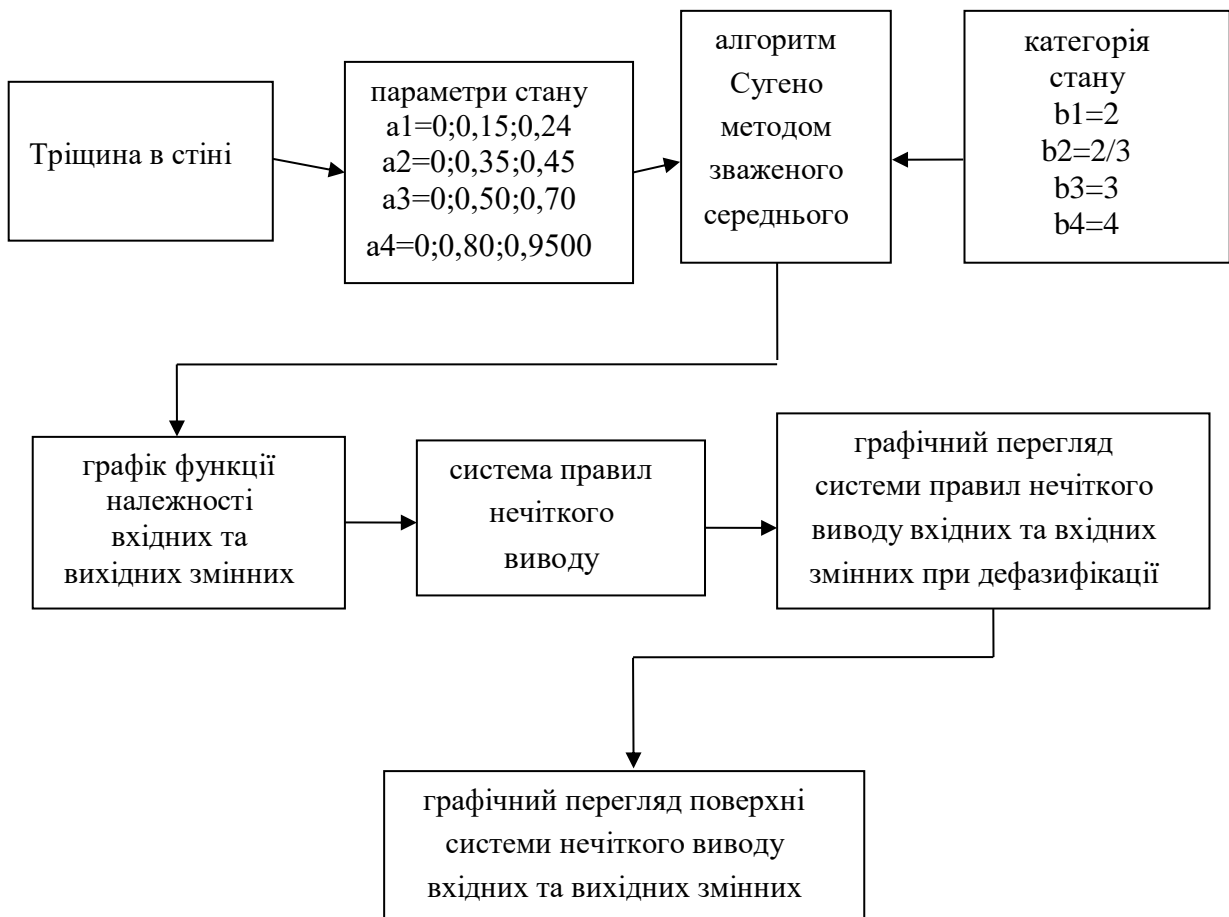 Тріщина в стіні
параметри стану
a1=0;0,15;0,24
a2=0;0,35;0,45
a3=0;0,50;0,70
a4=0;0,80;0,9500
алгоритм
Сугено
методом
зваженого
середнього
категорія
стану
b1=2
b2=2/3
b3=3
b4=4
графік функції
належності
вхідних та
вихідних змінних
система правил
нечіткого
виводу
графічний перегляд
системи правил нечіткого
виводу вхідних та вхідних
змінних при дефазифікації
графічний перегляд поверхні
системи нечіткого виводу
вхідних та вихідних змінних